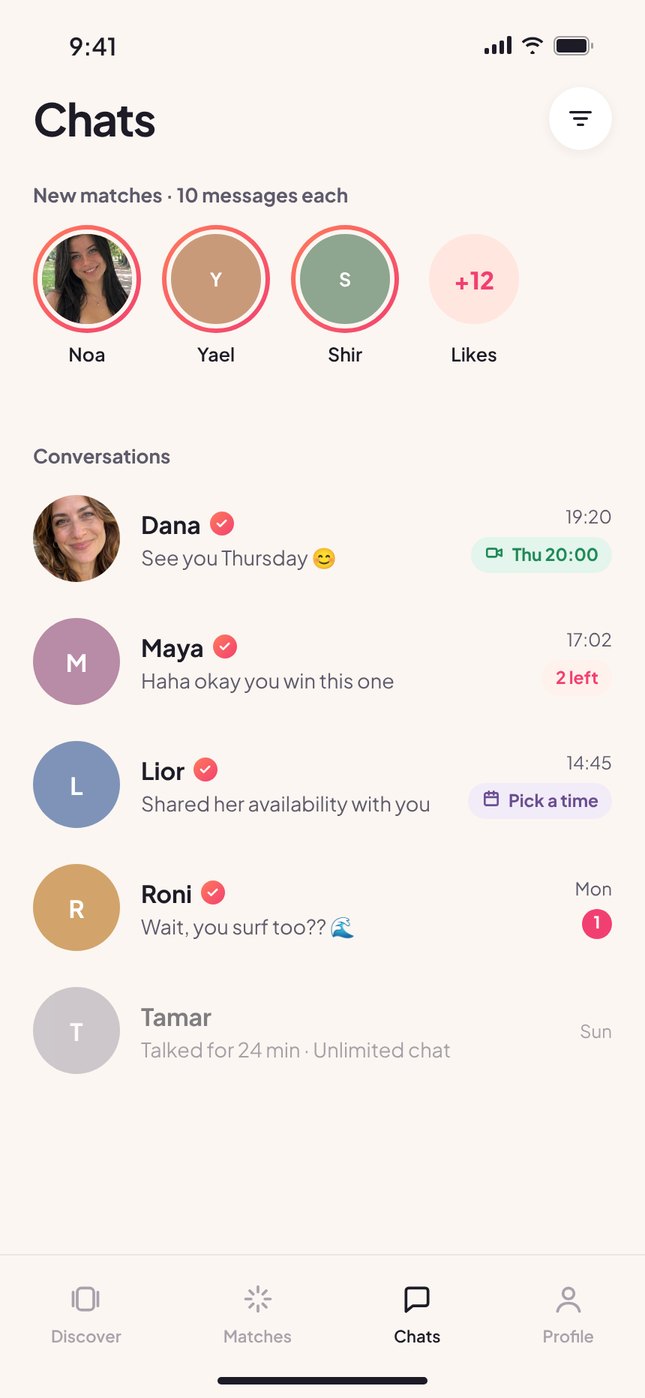 9:41
Chats
New matches · 10 messages each
Y
S
+12
Noa
Yael
Shir
Likes
Conversations
Dana
19:20
See you Thursday 😊
Thu 20:00
M
Maya
17:02
Haha okay you win this one
2 left
L
Lior
14:45
Shared her availability with you
Pick a time
R
Roni
Mon
Wait, you surf too?? 🌊
1
T
Tamar
Talked for 24 min · Unlimited chat
Sun
Discover
Matches
Chats
Profile